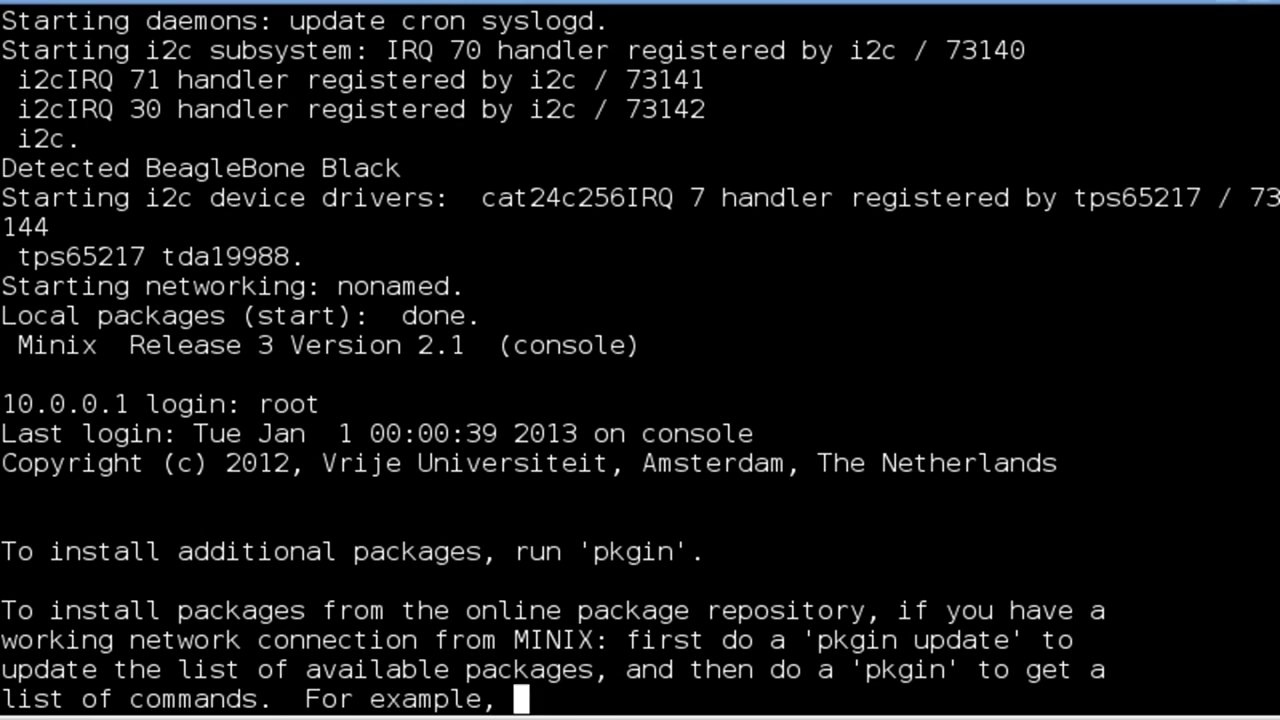 Starting daemons: update cron syslogd.
Starting i2c subsystem: IRQ 70 handler registered by i2c / 73140
 i2cIRQ 71 handler registered by i2c / 73141
 i2cIRQ 30 handler registered by i2c / 73142
 i2c.
Detected BeagleBone Black
Starting i2c device drivers:  cat24c256IRQ 7 handler registered by tps65217 / 73
144
 tps65217 tda19988.
Starting networking: nonamed.
Local packages (start):  done.
 Minix  Release 3 Version 2.1  (console)

10.0.0.1 login: root
Last login: Tue Jan  1 00:00:39 2013 on console
Copyright (c) 2012, Vrije Universiteit, Amsterdam, The Netherlands

To install additional packages, run 'pkgin'.

To install packages from the online package repository, if you have a
working network connection from MINIX: first do a 'pkgin update' to
update the list of available packages, and then do a 'pkgin' to get a
list of commands.  For example,